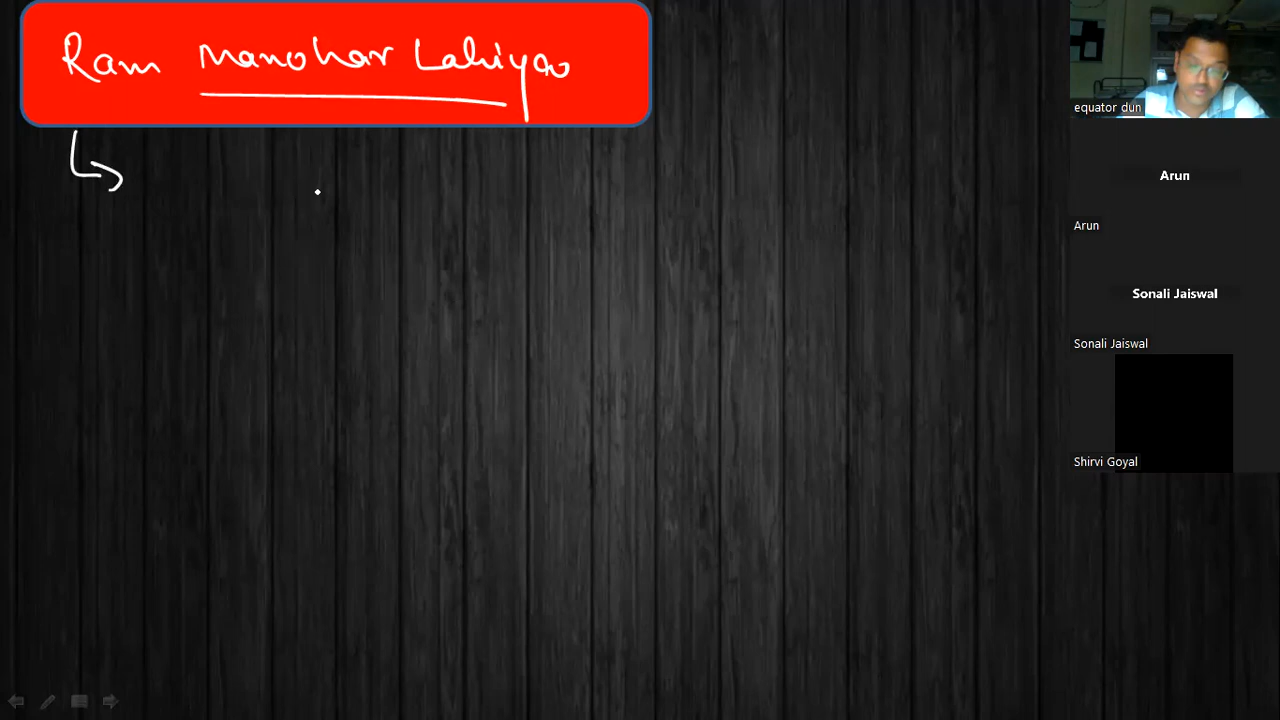 Ram Manohar Lahiya
equator dun
Arun
Arun
Sonali Jaiswal
Sonali Jaiswal
Shirvi Goyal